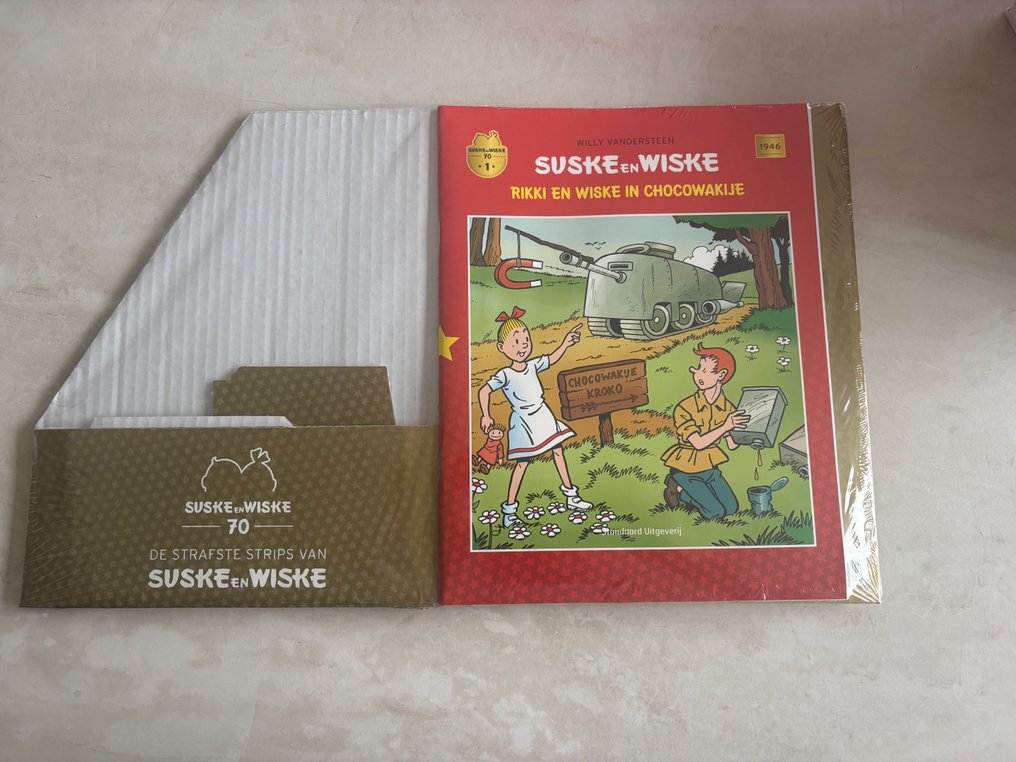 SUSKE EN WISKE
70
DE STRAFSTE STRIPS VAN
SUSKE EN WISKE
SUSKE EN WISKE
70
1
WILLY VANDERSTEEN
1946
SUSKE EN WISKE
RIKKI EN WISKE IN CHOCOWAKIJE
CHOCOWAKIJE
KROKO
Standaard Uitgeverij